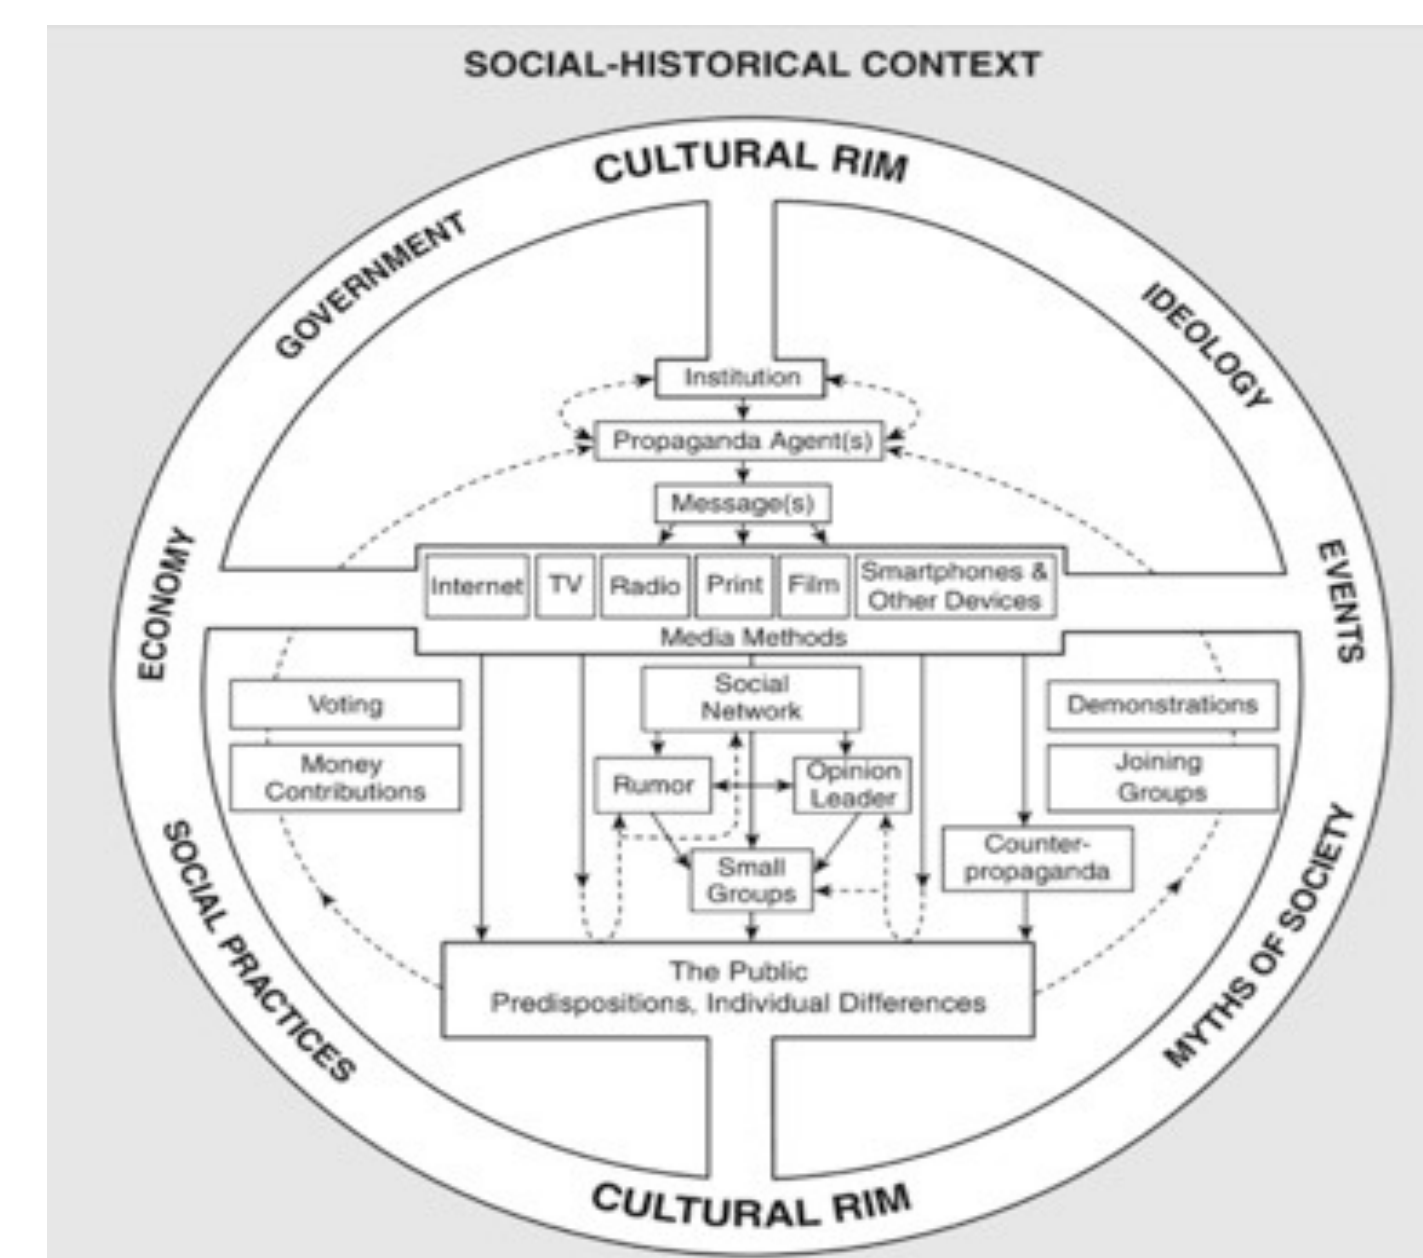 SOCIAL-HISTORICAL CONTEXT
CULTURAL RIM
GOVERNMENT
IDEOLOGY
Institution
Propaganda Agent(s)
Message(s)
ECONOMY
EVENTS
Internet
TV
Radio
Print
Film
Smartphones &
Other Devices
Media Methods
Social
Network
Voting
Demonstrations
Money
Contributions
Rumor
Opinion
Leader
Joining
Groups
Small
Groups
Counter-
propaganda
SOCIAL PRACTICES
MYTHS OF SOCIETY
The Public
Predispositions, Individual Differences
CULTURAL RIM